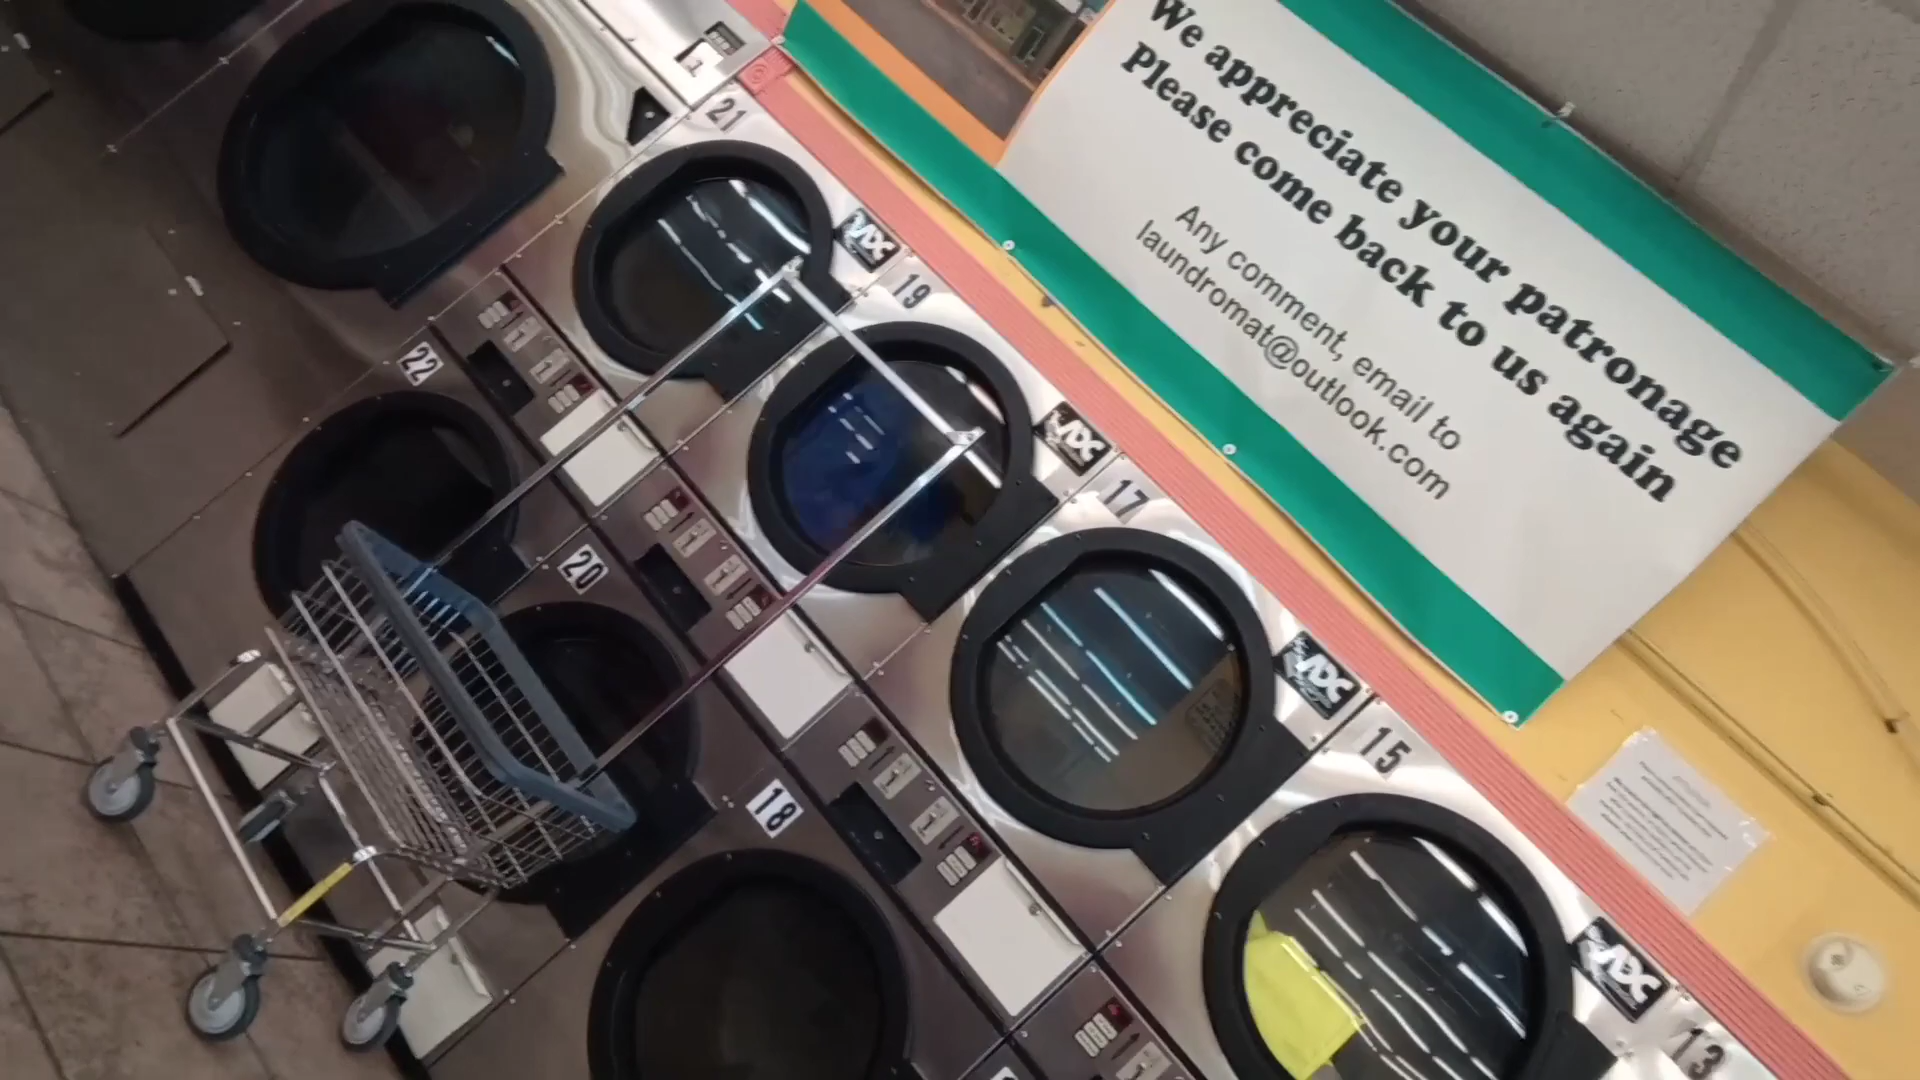 We appreciate your patronage
Please come back to us again
Any comment, email to
laundromat@outlook.com
21
ADC
19
ADC
17
ADC
15
ADC
13
22
20
18